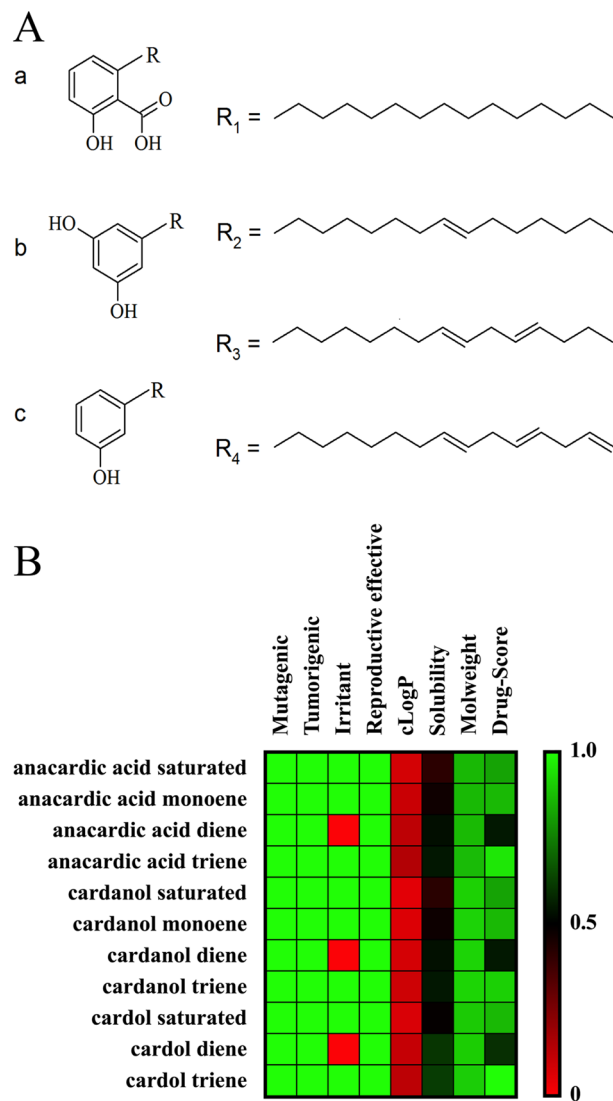 A
a
R
O
OH
OH
R1 =
b
HO
R
OH
R2 =
R3 =
c
R
OH
R4 =
B
Mutagenic
Tumorigenic
Irritant
Reproductive effective
cLogP
Solubility
Molweight
Drug-Score
anacardic acid saturated
anacardic acid monoene
anacardic acid diene
anacardic acid triene
cardanol saturated
cardanol monoene
cardanol diene
cardanol triene
cardol saturated
cardol diene
cardol triene
1.0
0.5
0